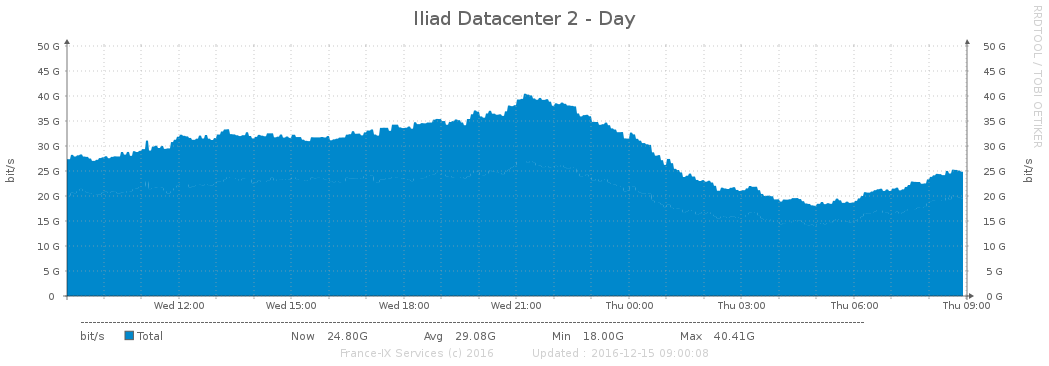 Iliad Datacenter 2 - Day
RRDTOOL / TOBI OETIKER
50 G 50 G
45 G 45 G
40 G 40 G
35 G 35 G
30 G 30 G
25 G 25 G
20 G 20 G
15 G 15 G
10 G 10 G
5 G 5 G
0 0 G
bit/s bit/s
Wed 12:00 Wed 15:00 Wed 18:00 Wed 21:00 Thu 00:00 Thu 03:00 Thu 06:00 Thu 09:00
bit/s Total Now 24.80G Avg 29.08G Min 18.00G Max 40.41G
France-IX Services (c) 2016 Updated : 2016-12-15 09:00:08